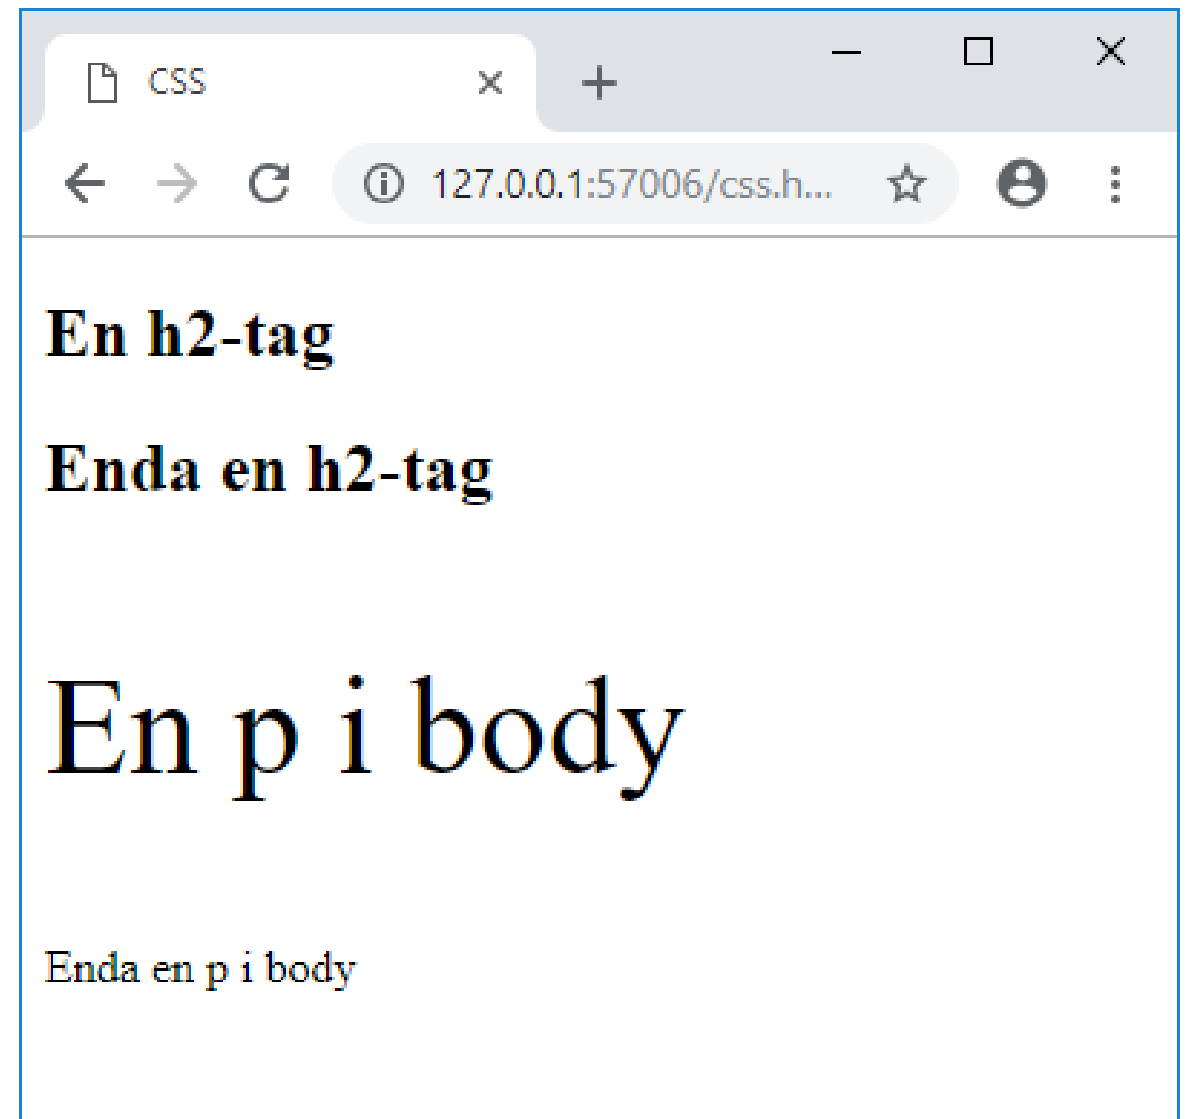 CSS
127.0.0.1:57006/css.h...
En h2-tag
Enda en h2-tag
En p i body
Enda en p i body